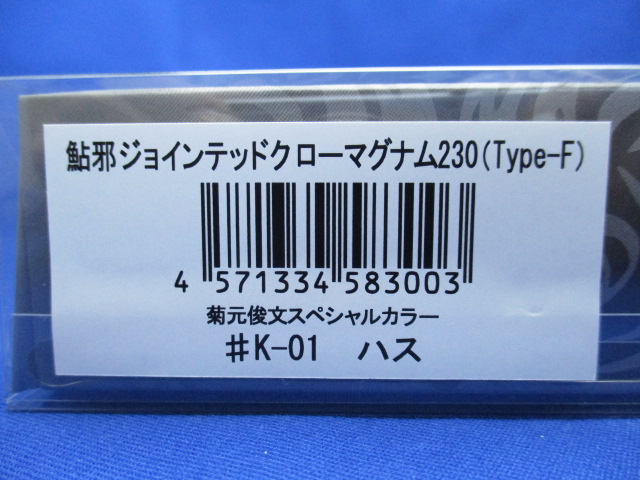 鮎邪ジョインテッドクローマグナム230(Type-F)
4 571334 583003
菊元俊文スペシャルカラー
♯K-01 ハス